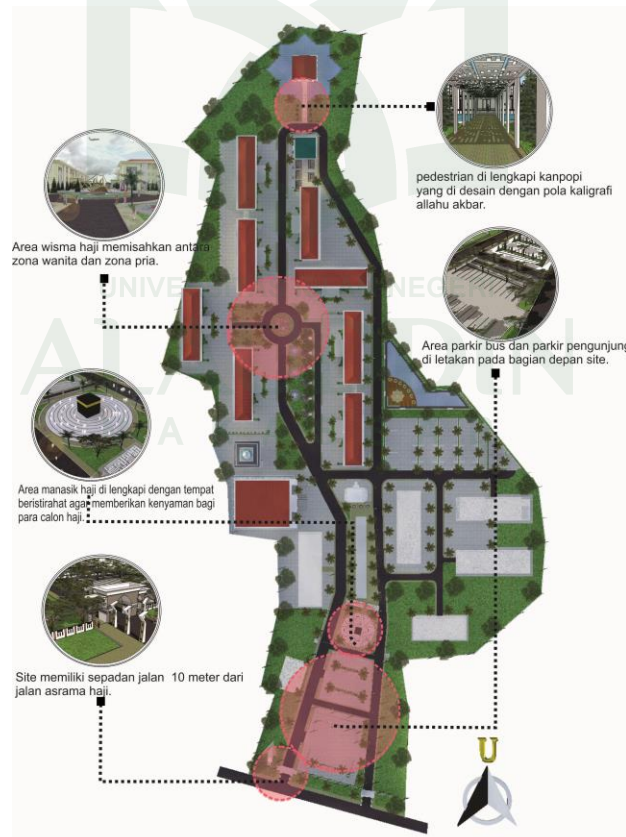 pedestrian di lengkapi kanpopi
yang di desain dengan pola kaligrafi
allahu akbar.
Area wisma haji memisahkan antara
zona wanita dan zona pria.
Area parkir bus dan parkir pengunjung
di letakan pada bagian depan site.
Area manasik haji di lengkapi dengan tempat
beristirahat agar memberikan kenyaman bagi
para calon haji.
Site memiliki sepadan jalan 10 meter dari
jalan asrama haji.
U